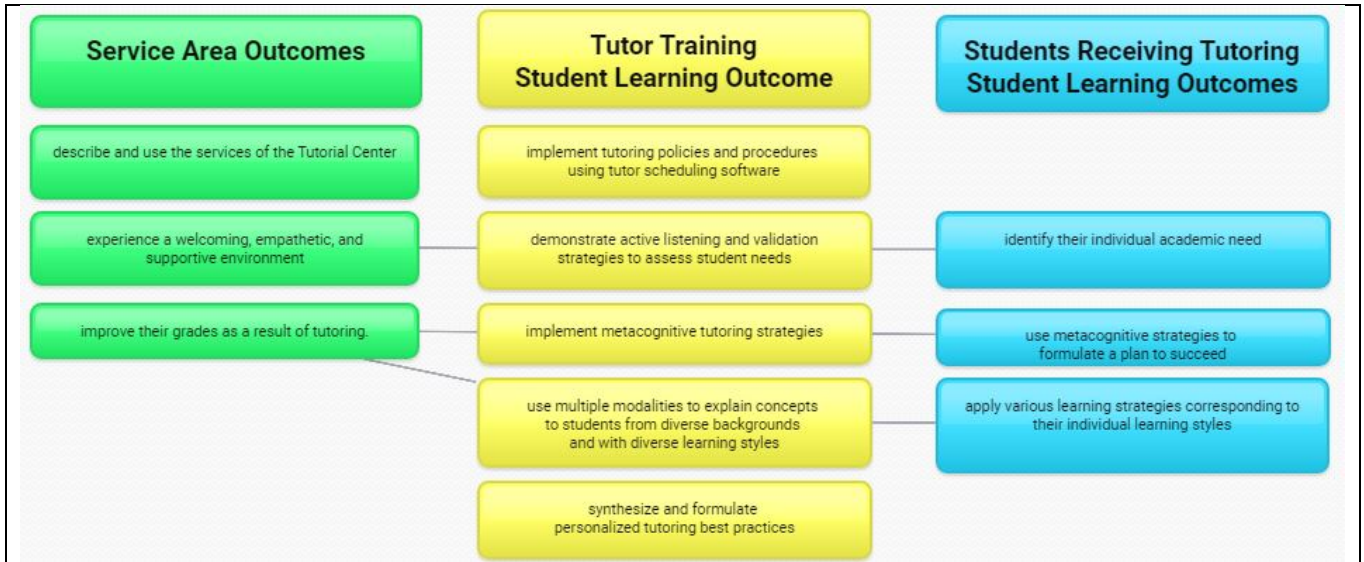 Service Area Outcomes
describe and use the services of the Tutorial Center
experience a welcoming, empathetic, and
supportive environment
improve their grades as a result of tutoring.
Tutor Training
Student Learning Outcome
implement tutoring policies and procedures
using tutor scheduling software
demonstrate active listening and validation
strategies to assess student needs
implement metacognitive tutoring strategies
use multiple modalities to explain concepts
to students from diverse backgrounds
and with diverse learning styles
synthesize and formulate
personalized tutoring best practices
Students Receiving Tutoring
Student Learning Outcomes
identify their individual academic need
use metacognitive strategies to
formulate a plan to succeed
apply various learning strategies corresponding to
their individual learning styles